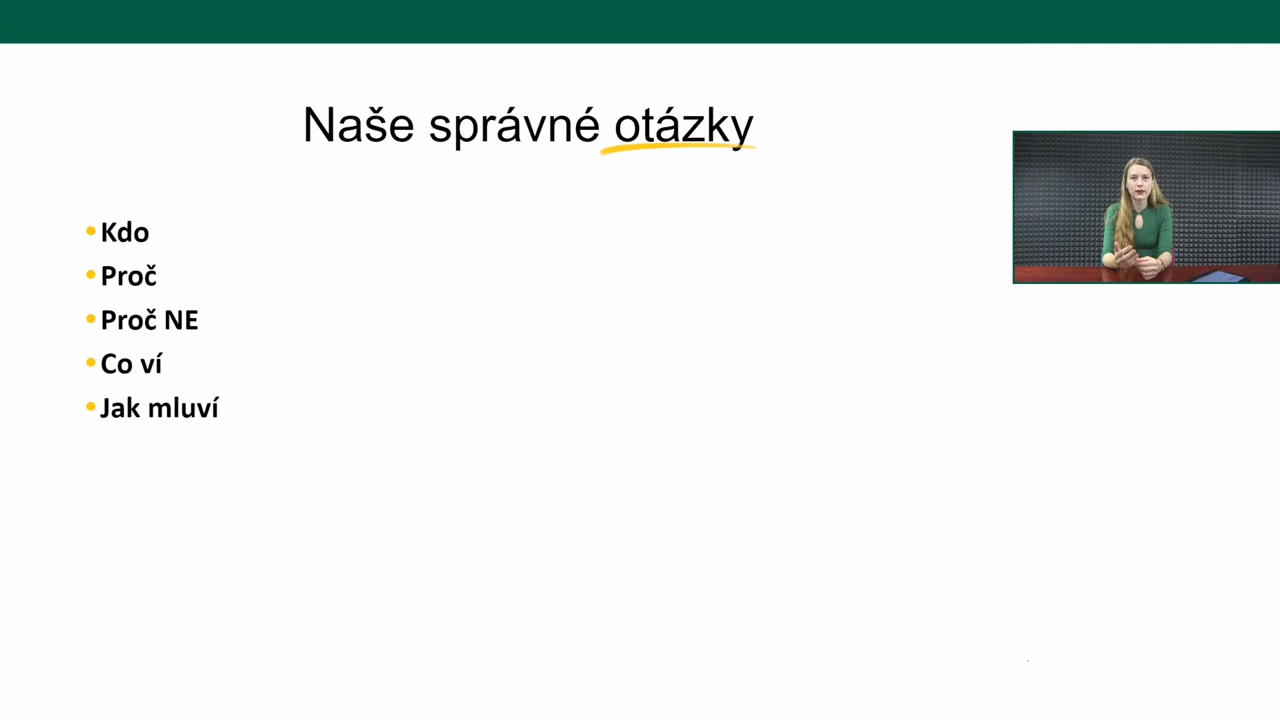 Naše správné otázky
•Kdo
•Proč
•Proč NE
•Co ví
•Jak mluví